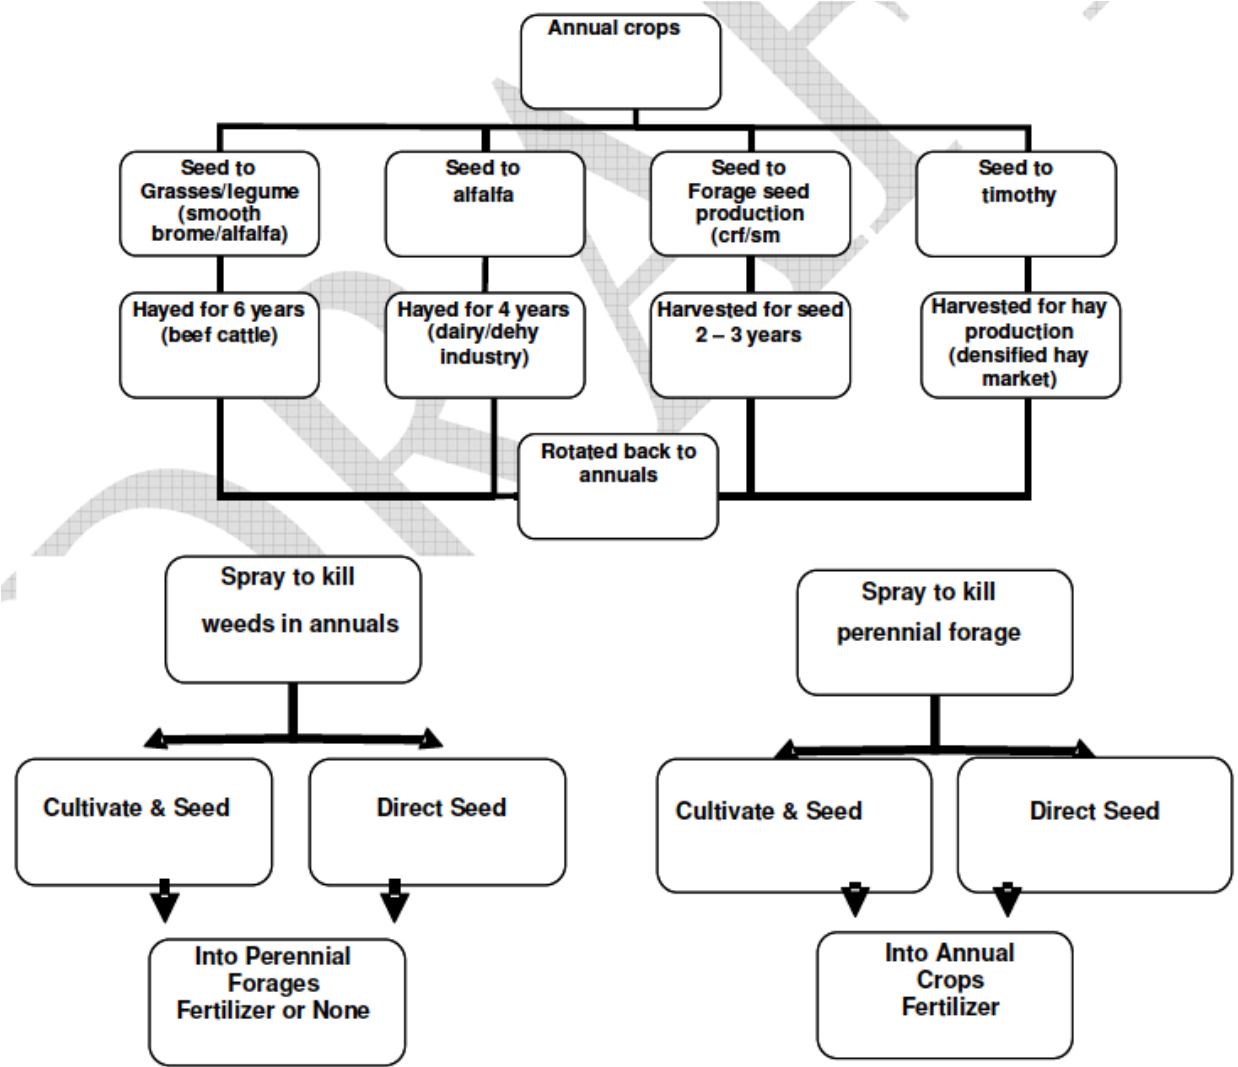 Annual crops
Seed to
Grasses/legume
(smooth
brome/alfalfa)
Seed to
alfalfa
Seed to
Forage seed
production
(crf/sm
Seed to
timothy
Hayed for 6 years
(beef cattle)
Hayed for 4 years
(dairy/dehy
industry)
Harvested for seed
2 – 3 years
Harvested for hay
production
(densified hay
market)
Rotated back to
annuals
Spray to kill
weeds in annuals
Cultivate & Seed
Direct Seed
Into Perennial
Forages
Fertilizer or None
Spray to kill
perennial forage
Cultivate & Seed
Direct Seed
Into Annual
Crops
Fertilizer